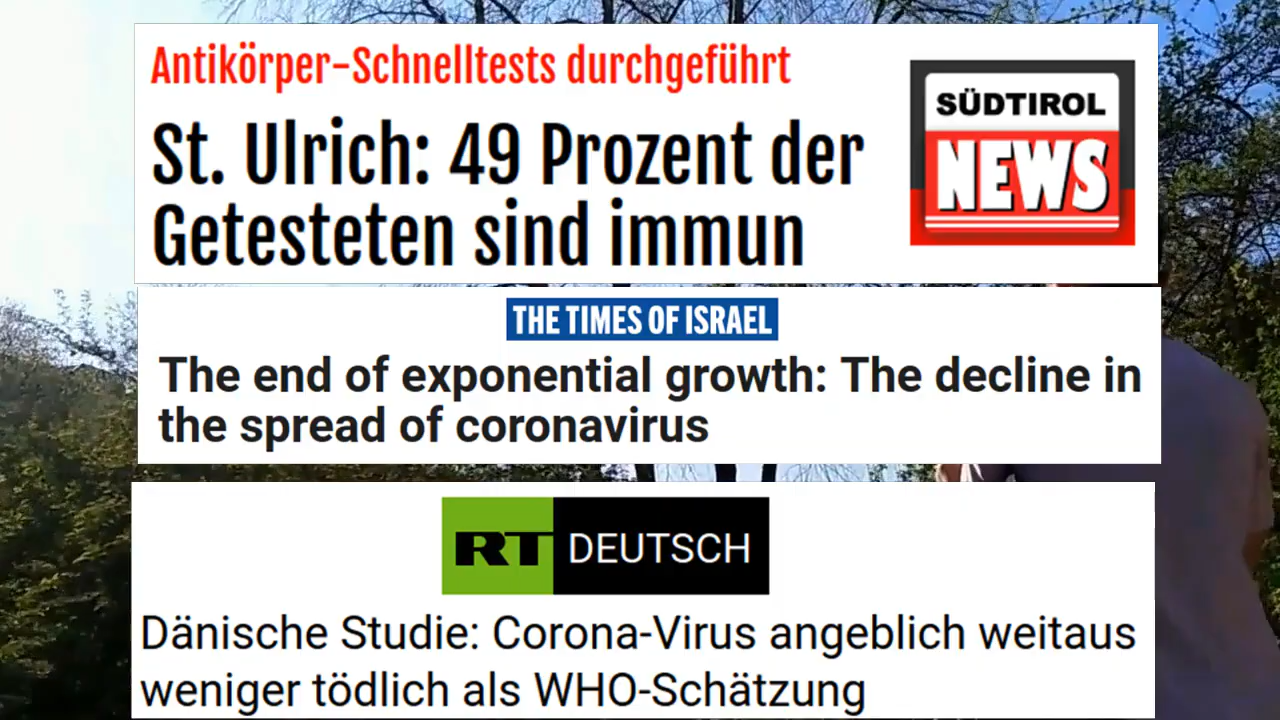 Antikörper-Schnelltests durchgeführt
St. Ulrich: 49 Prozent der
Getesteten sind immun
SÜDTIROL
NEWS
THE TIMES OF ISRAEL
The end of exponential growth: The decline in
the spread of coronavirus
RT DEUTSCH
Dänische Studie: Corona-Virus angeblich weitaus
weniger tödlich als WHO-Schätzung